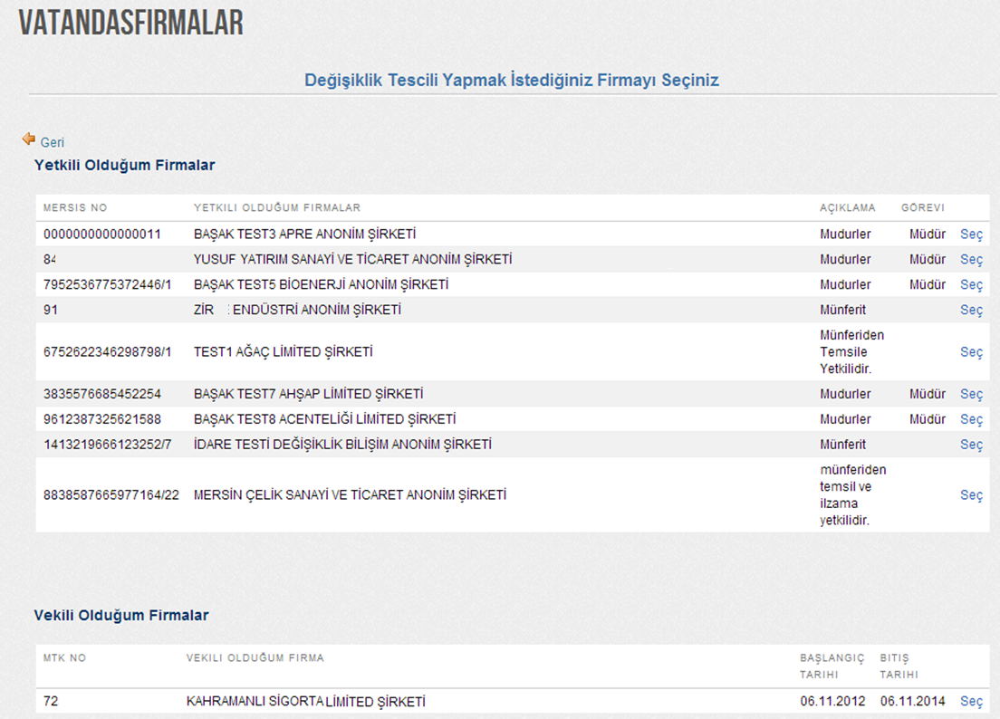 VATANDASFIRMALAR
Değişiklik Tescili Yapmak İstediğiniz Firmayı Seçiniz
Geri
Yetkili Olduğum Firmalar
MERSIS NO YETKILI OLDUĞUM FIRMALAR AÇIKLAMA GÖREVI
0000000000000011 BAŞAK TEST3 APRE ANONİM ŞİRKETİ Mudurler Müdür Seç
84 YUSUF YATIRIM SANAYİ VE TİCARET ANONİM ŞİRKETİ Mudurler Müdür Seç
7952536775372446/1 BAŞAK TEST5 BİOENERJİ ANONİM ŞİRKETİ Mudurler Müdür Seç
91 ZİR ENDÜSTRİ ANONİM ŞİRKETİ Münferit Seç
6752622346298798/1 TEST1 AĞAÇ LİMİTED ŞİRKETİ Münferiden
Temsile
Yetkilidir. Seç
3835576685452254 BAŞAK TEST7 AHŞAP LİMİTED ŞİRKETİ Mudurler Müdür Seç
9612387325621588 BAŞAK TEST8 ACENTELİĞİ LİMİTED ŞİRKETİ Mudurler Müdür Seç
1413219666123252/7 İDARE TESTİ DEĞİŞİKLİK BİLİŞİM ANONİM ŞİRKETİ Münferit Seç
8838587665977164/22 MERSİN ÇELİK SANAYİ VE TİCARET ANONİM ŞİRKETİ münferiden
temsil ve
ilzama
yetkilidir. Seç
Vekili Olduğum Firmalar
MTK NO VEKILI OLDUĞUM FIRMA BAŞLANGIÇ
TARIHI BITIŞ
TARIHI
72 KAHRAMANLI SİGORTA LİMİTED ŞİRKETİ 06.11.2012 06.11.2014 Seç